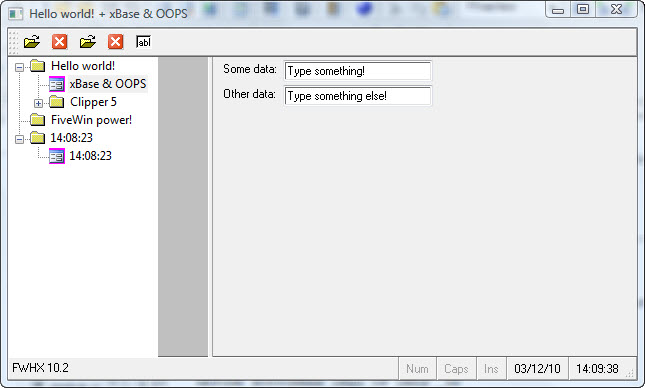 Hello world! + xBase & OOPS
abl
Hello world!
xBase & OOPS
Clipper 5
FiveWin power!
14:08:23
14:08:23
Some data: Type something!
Other data: Type something else!
FWHX 10.2 Num Caps Ins 03/12/10 14:09:38